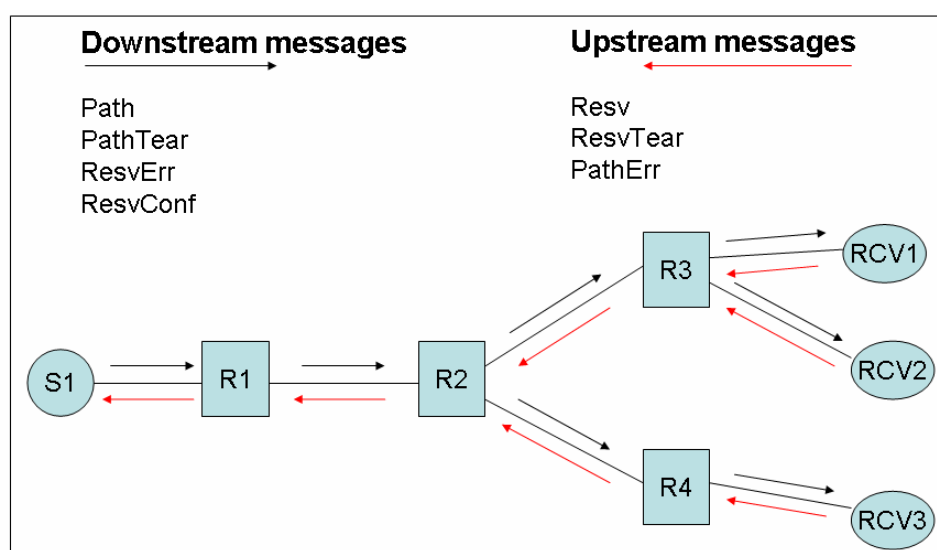 Downstream messages
Upstream messages
Path
PathTear
ResvErr
ResvConf
Resv
ResvTear
PathErr
R3
RCV1
S1
R1
R2
RCV2
R4
RCV3